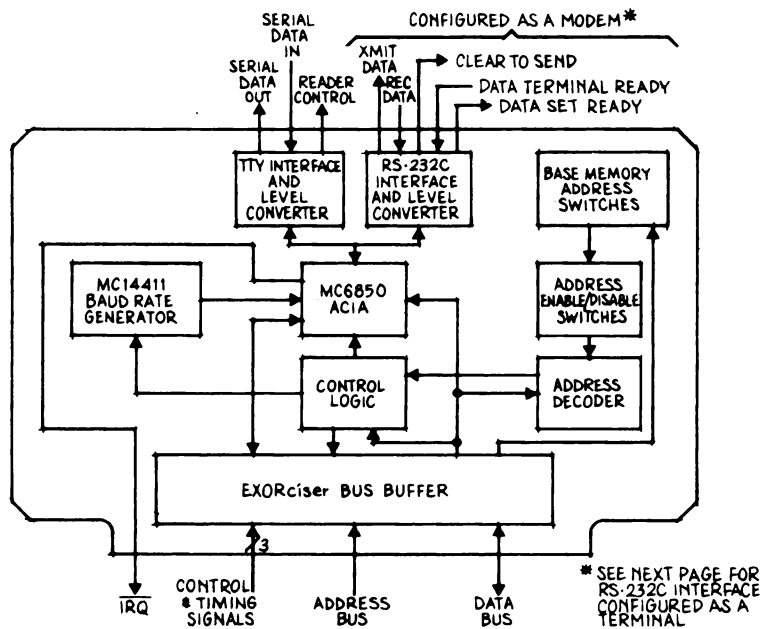 SERIAL
DATA
IN
CONFIGURED AS A MODEM*
XMIT
DATA
REC
DATA
CLEAR TO SEND
SERIAL
DATA
OUT
READER
CONTROL
DATA TERMINAL READY
DATA SET READY
TTY INTERFACE
AND
LEVEL
CONVERTER
RS-232C
INTERFACE
AND LEVEL
CONVERTER
BASE MEMORY
ADDRESS
SWITCHES
MC14411
BAUD RATE
GENERATOR
MC6850
ACIA
ADDRESS
ENABLE/DISABLE
SWITCHES
CONTROL
LOGIC
ADDRESS
DECODER
EXORciser BUS BUFFER
3
IRQ
CONTROL
& TIMING
SIGNALS
ADDRESS
BUS
DATA
BUS
* SEE NEXT PAGE FOR
RS-232C INTERFACE
CONFIGURED AS A
TERMINAL